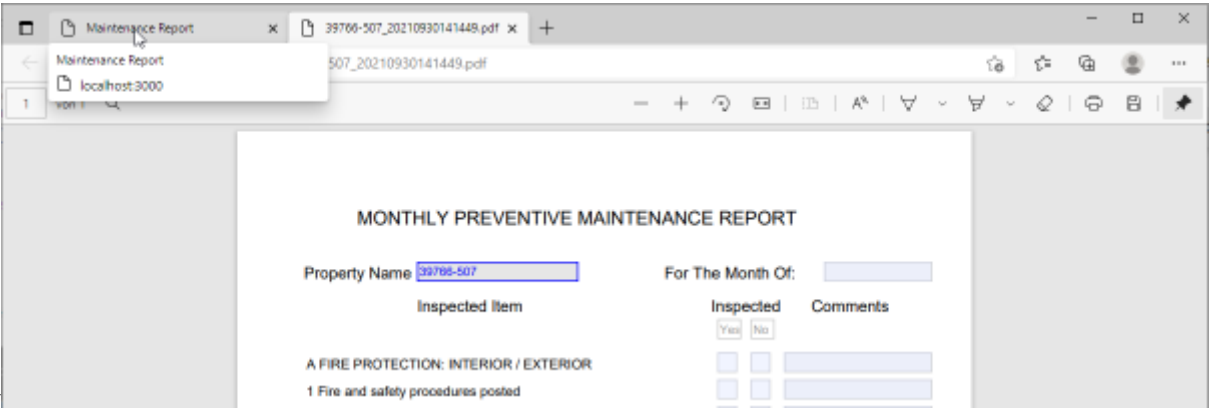 Maintenance Report
39766-507_20210930141449.pdf
Maintenance Report
localhost:3000
507_20210930141449.pdf
1
von 1
MONTHLY PREVENTIVE MAINTENANCE REPORT
Property Name 39766-507 For The Month Of:
Inspected Item Inspected Comments
Yes No
A FIRE PROTECTION: INTERIOR / EXTERIOR
1 Fire and safety procedures posted